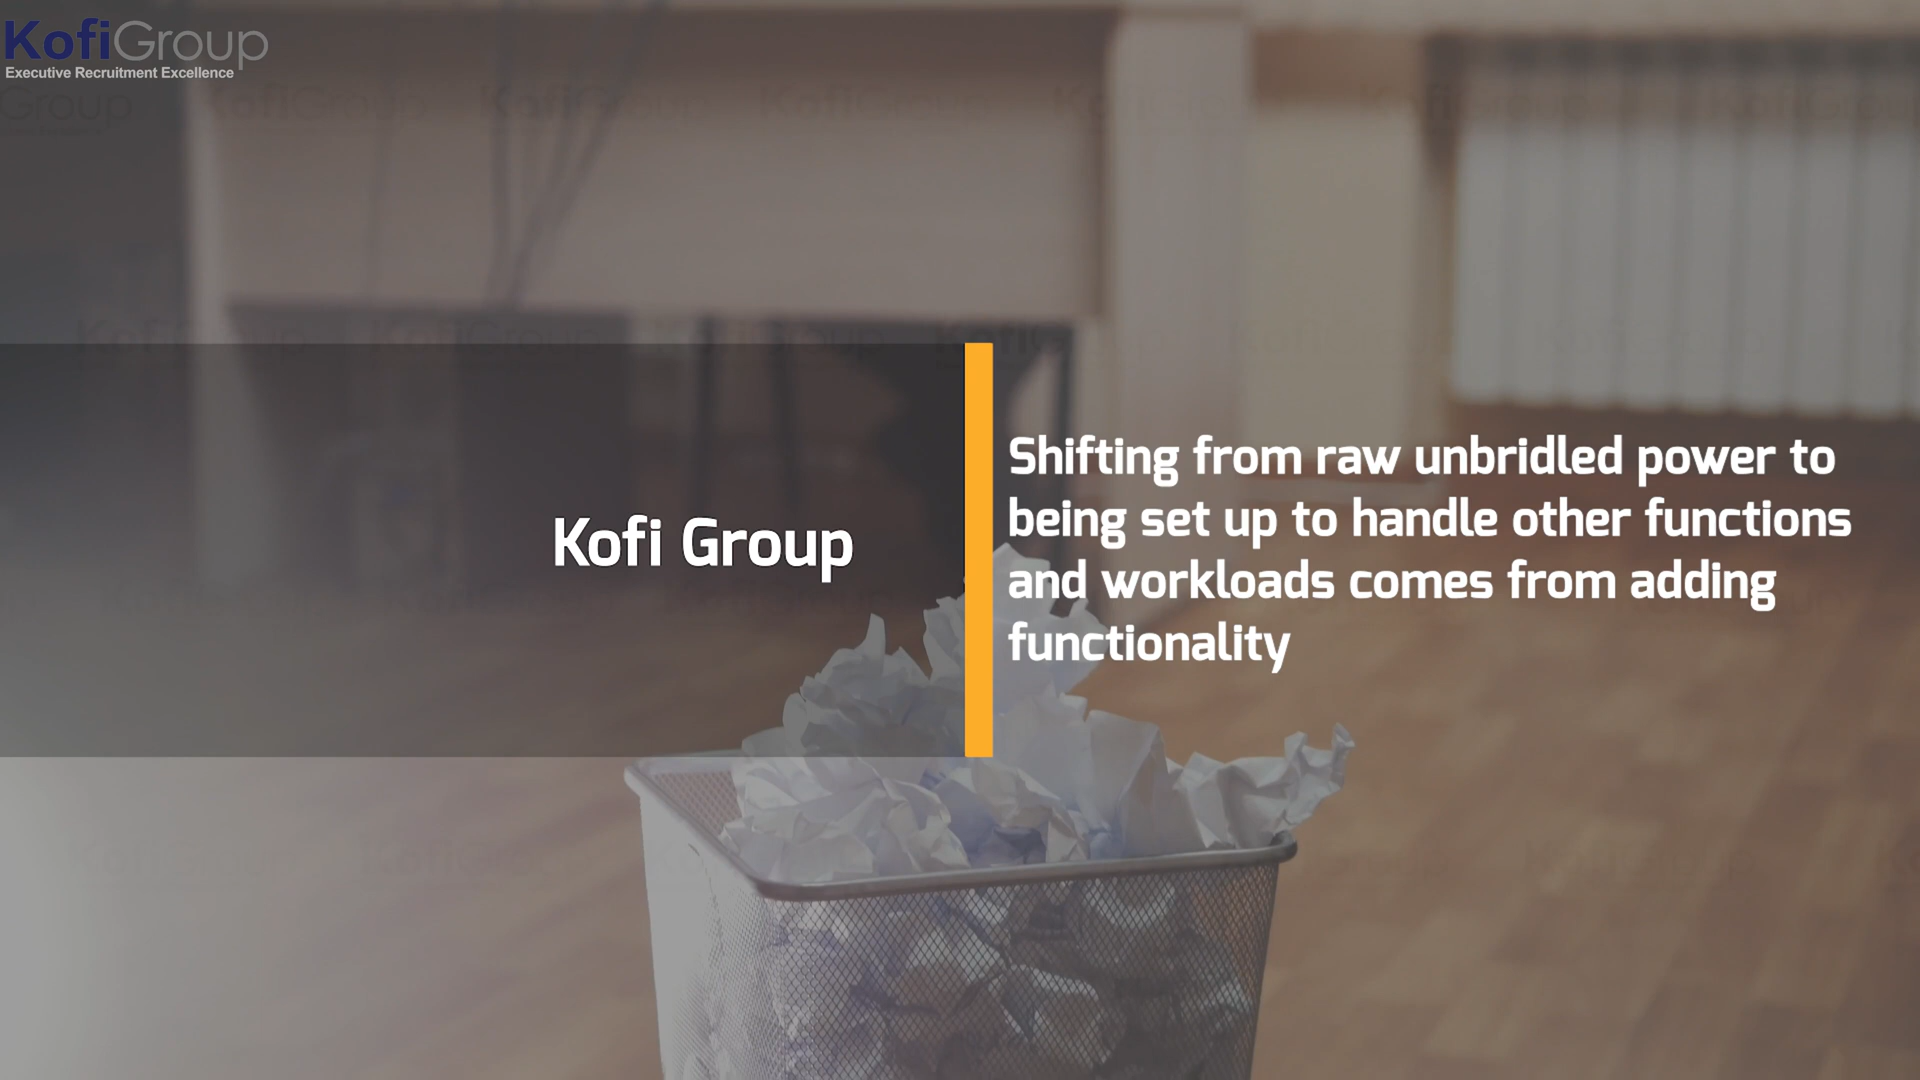 KofiGroup
Executive Recruitment Excellence
Kofi Group
Shifting from raw unbridled power to
being set up to handle other functions
and workloads comes from adding
functionality